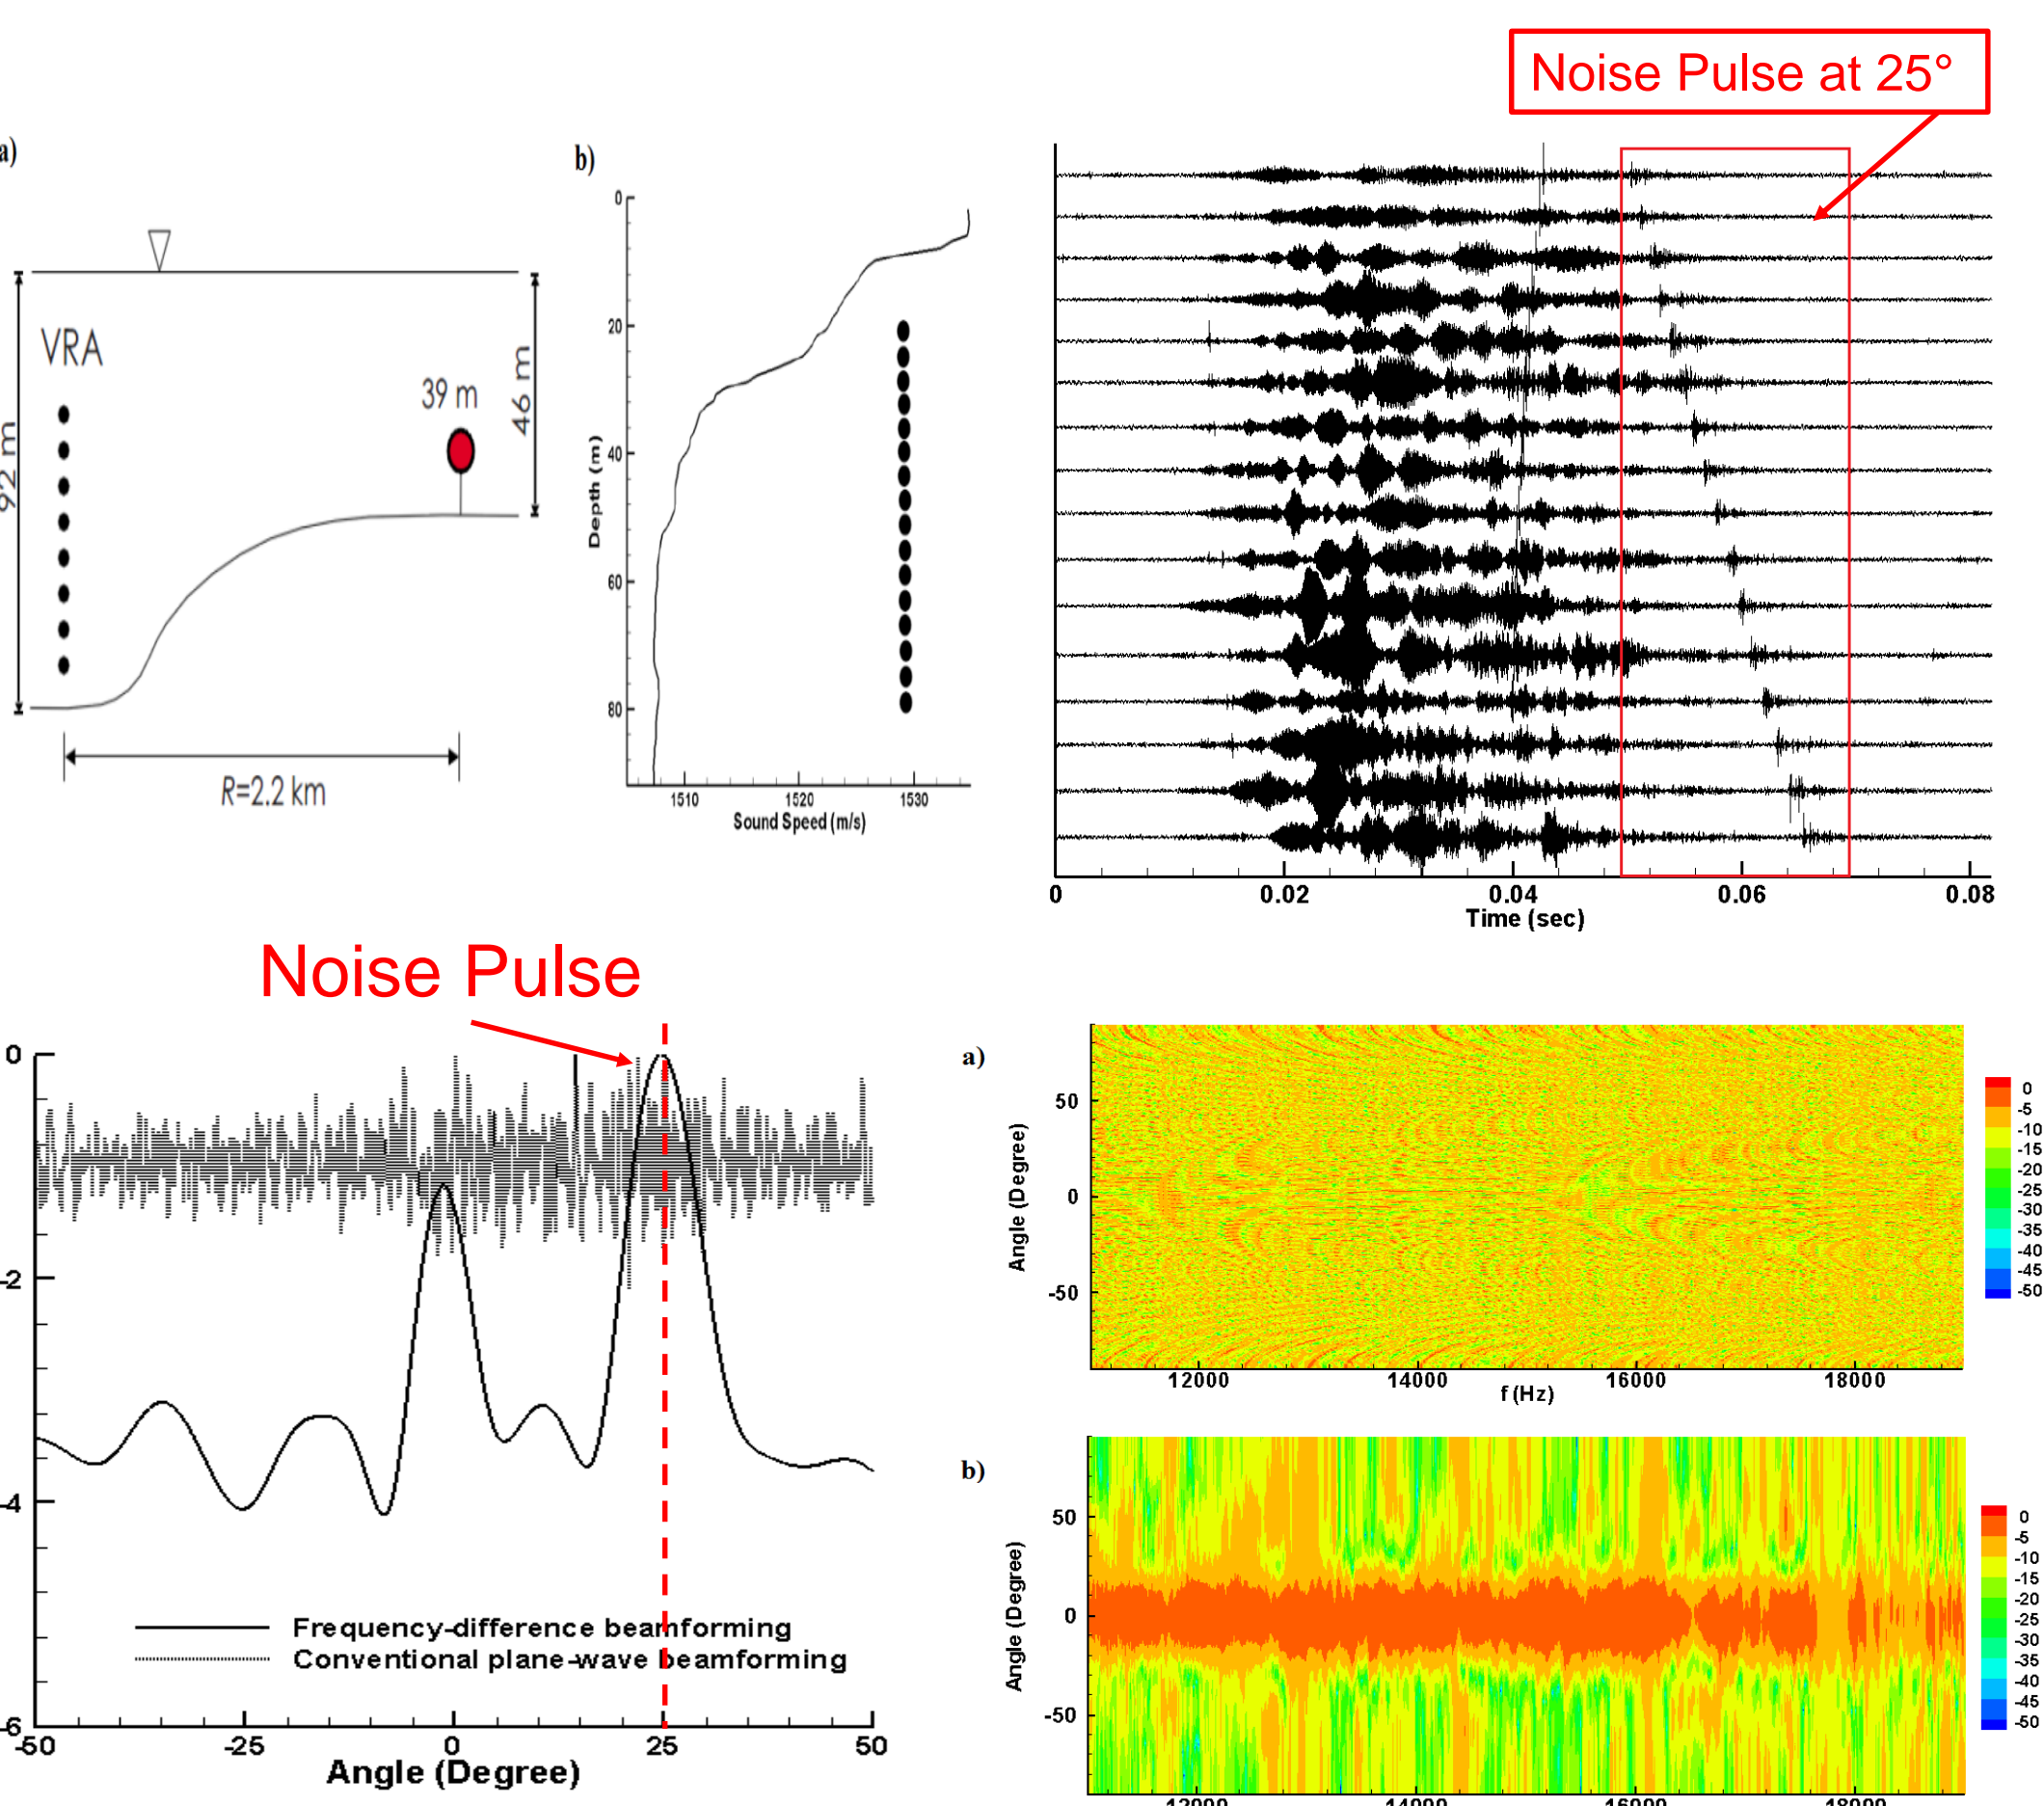 Noise Pulse at 25°
a)
VRA
92 m
39 m
46 m
R=2.2 km
b)
0
20
40
60
80
Depth (m)
1510
1520
1530
Sound Speed (m/s)
0
0.02
0.04
0.06
0.08
Time (sec)
Noise Pulse
0
-2
-4
-6
-50
-25
0
25
50
Angle (Degree)
Frequency-difference beamforming
Conventional plane-wave beamforming
a)
50
0
-50
Angle (Degree)
12000
14000
16000
18000
f (Hz)
0
-5
-10
-15
-20
-25
-30
-35
-40
-45
-50
b)
50
0
-50
Angle (Degree)
12000
14000
16000
18000
0
-5
-10
-15
-20
-25
-30
-35
-40
-45
-50